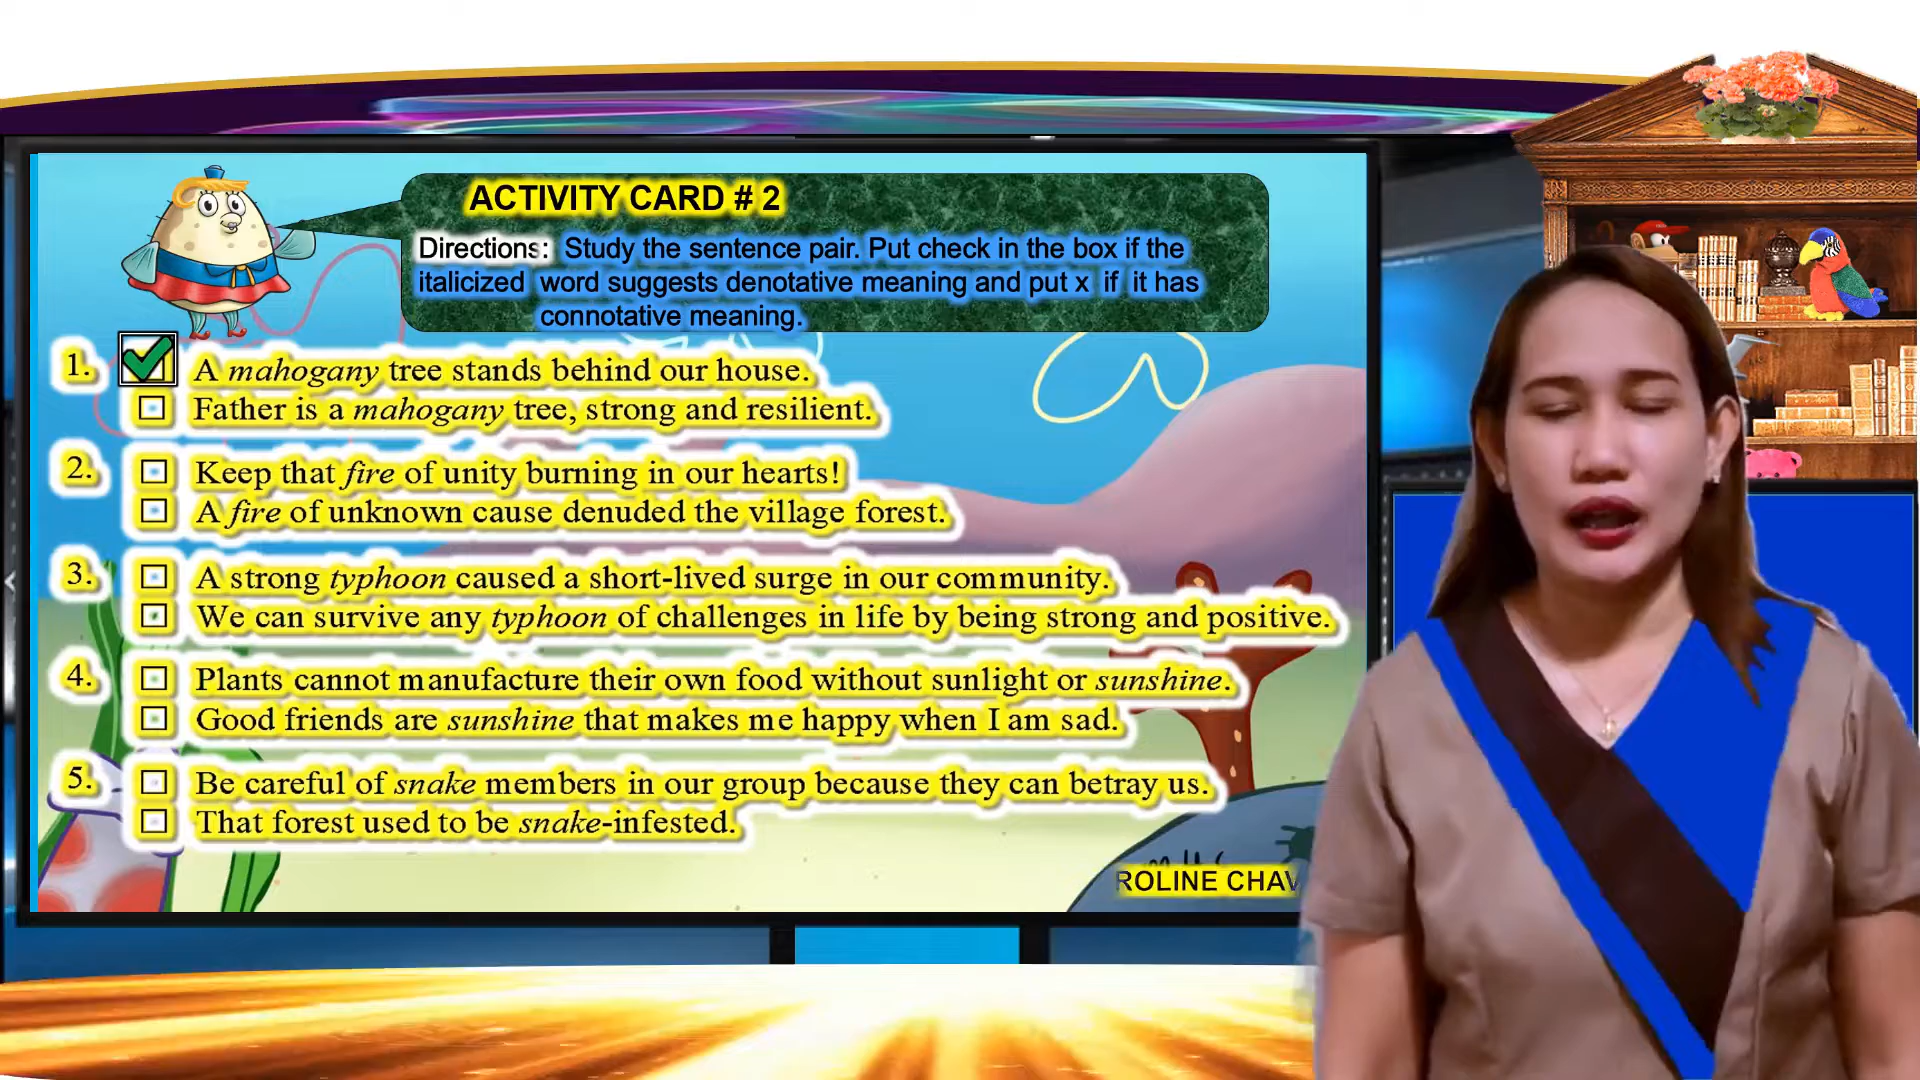 ACTIVITY CARD # 2
Directions: Study the sentence pair. Put check in the box if the
italicized word suggests denotative meaning and put x if it has
connotative meaning.
1. A mahogany tree stands behind our house.
Father is a mahogany tree, strong and resilient.
2. Keep that fire of unity burning in our hearts!
A fire of unknown cause denuded the village forest.
3. A strong typhoon caused a short-lived surge in our community.
We can survive any typhoon of challenges in life by being strong and positive.
4. Plants cannot manufacture their own food without sunlight or sunshine.
Good friends are sunshine that makes me happy when I am sad.
5. Be careful of snake members in our group because they can betray us.
That forest used to be snake-infested.
ROLINE CHAV